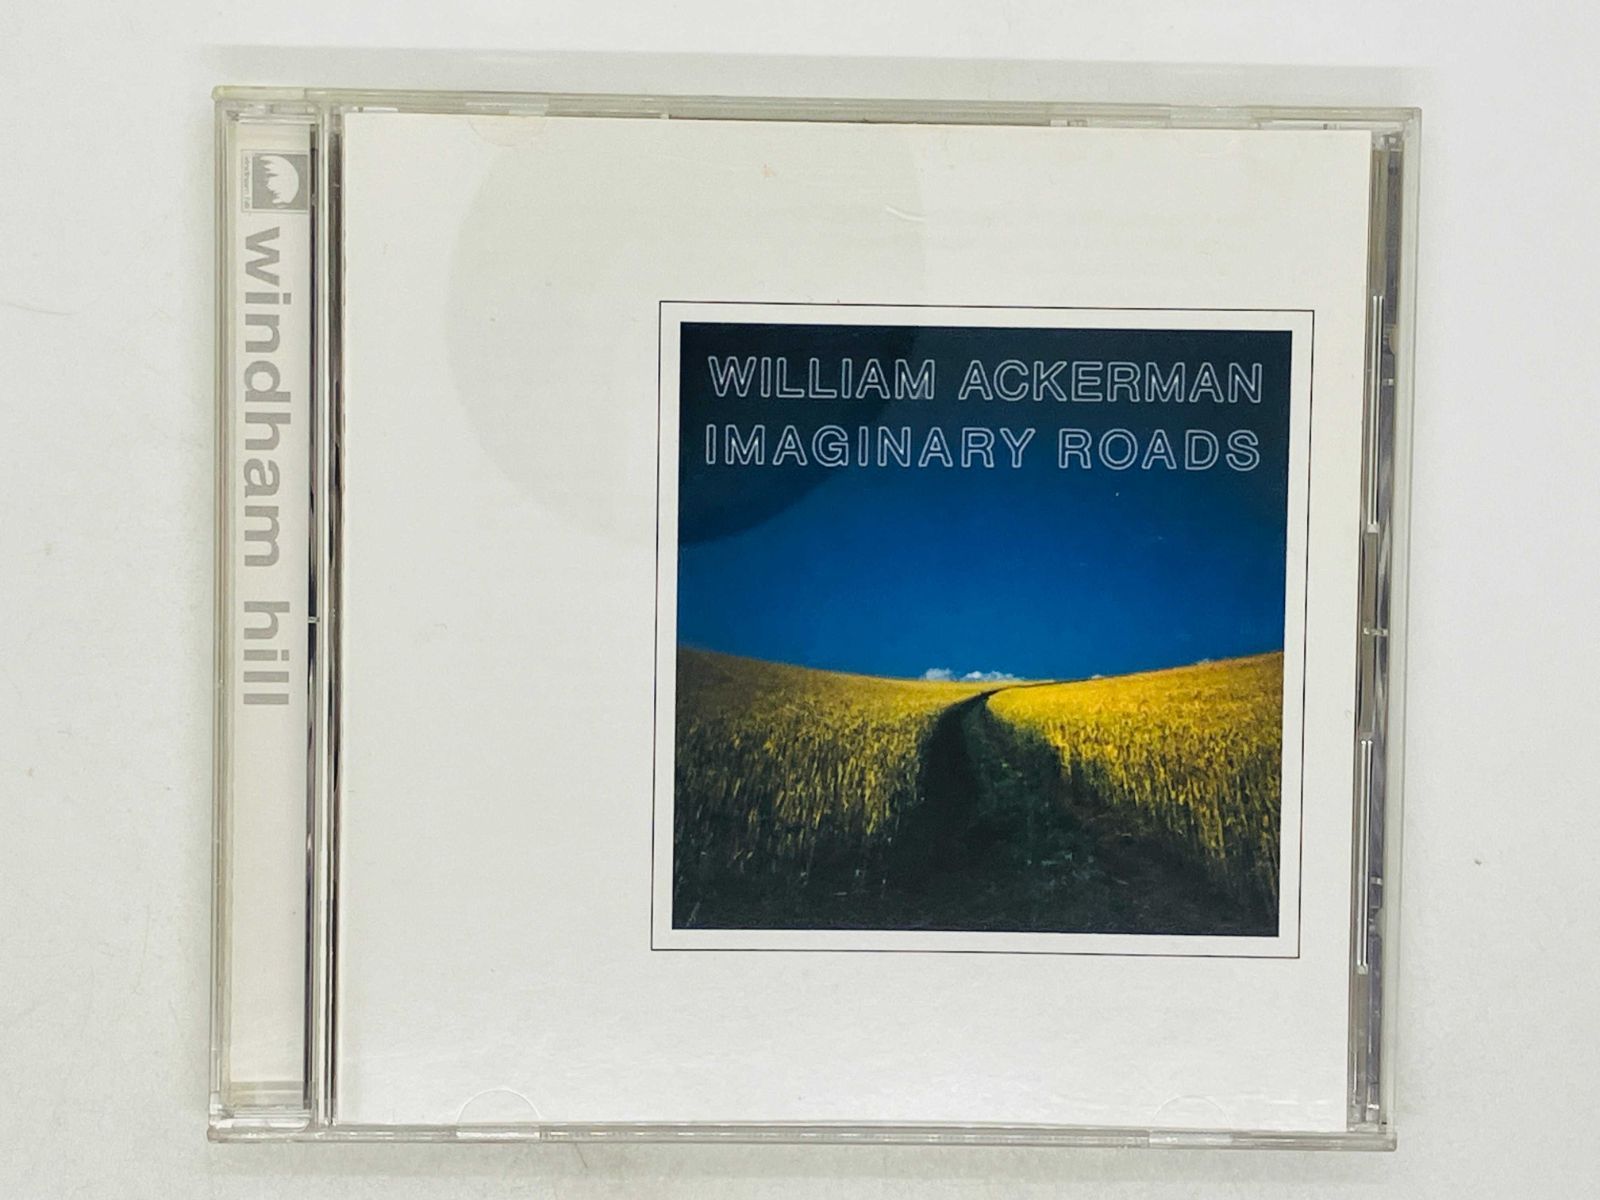 windham hill
WILLIAM ACKERMAN
IMAGINARY ROADS